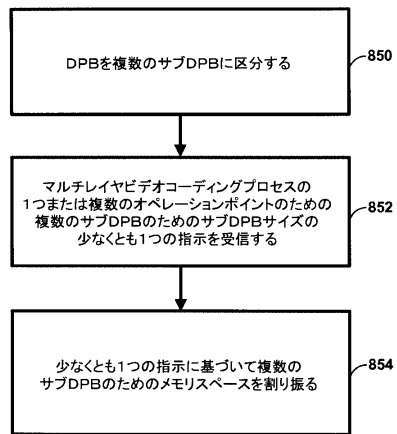 DPBを複数のサブDPBに区分する
850
マルチレイヤビデオコーディングプロセスの
1つまたは複数のオペレーションポイントのための
複数のサブDPBのためのサブDPBサイズの
少なくとも1つの指示を受信する
852
少なくとも1つの指示に基づいて複数の
サブDPBのためのメモリスペースを割り振る
854